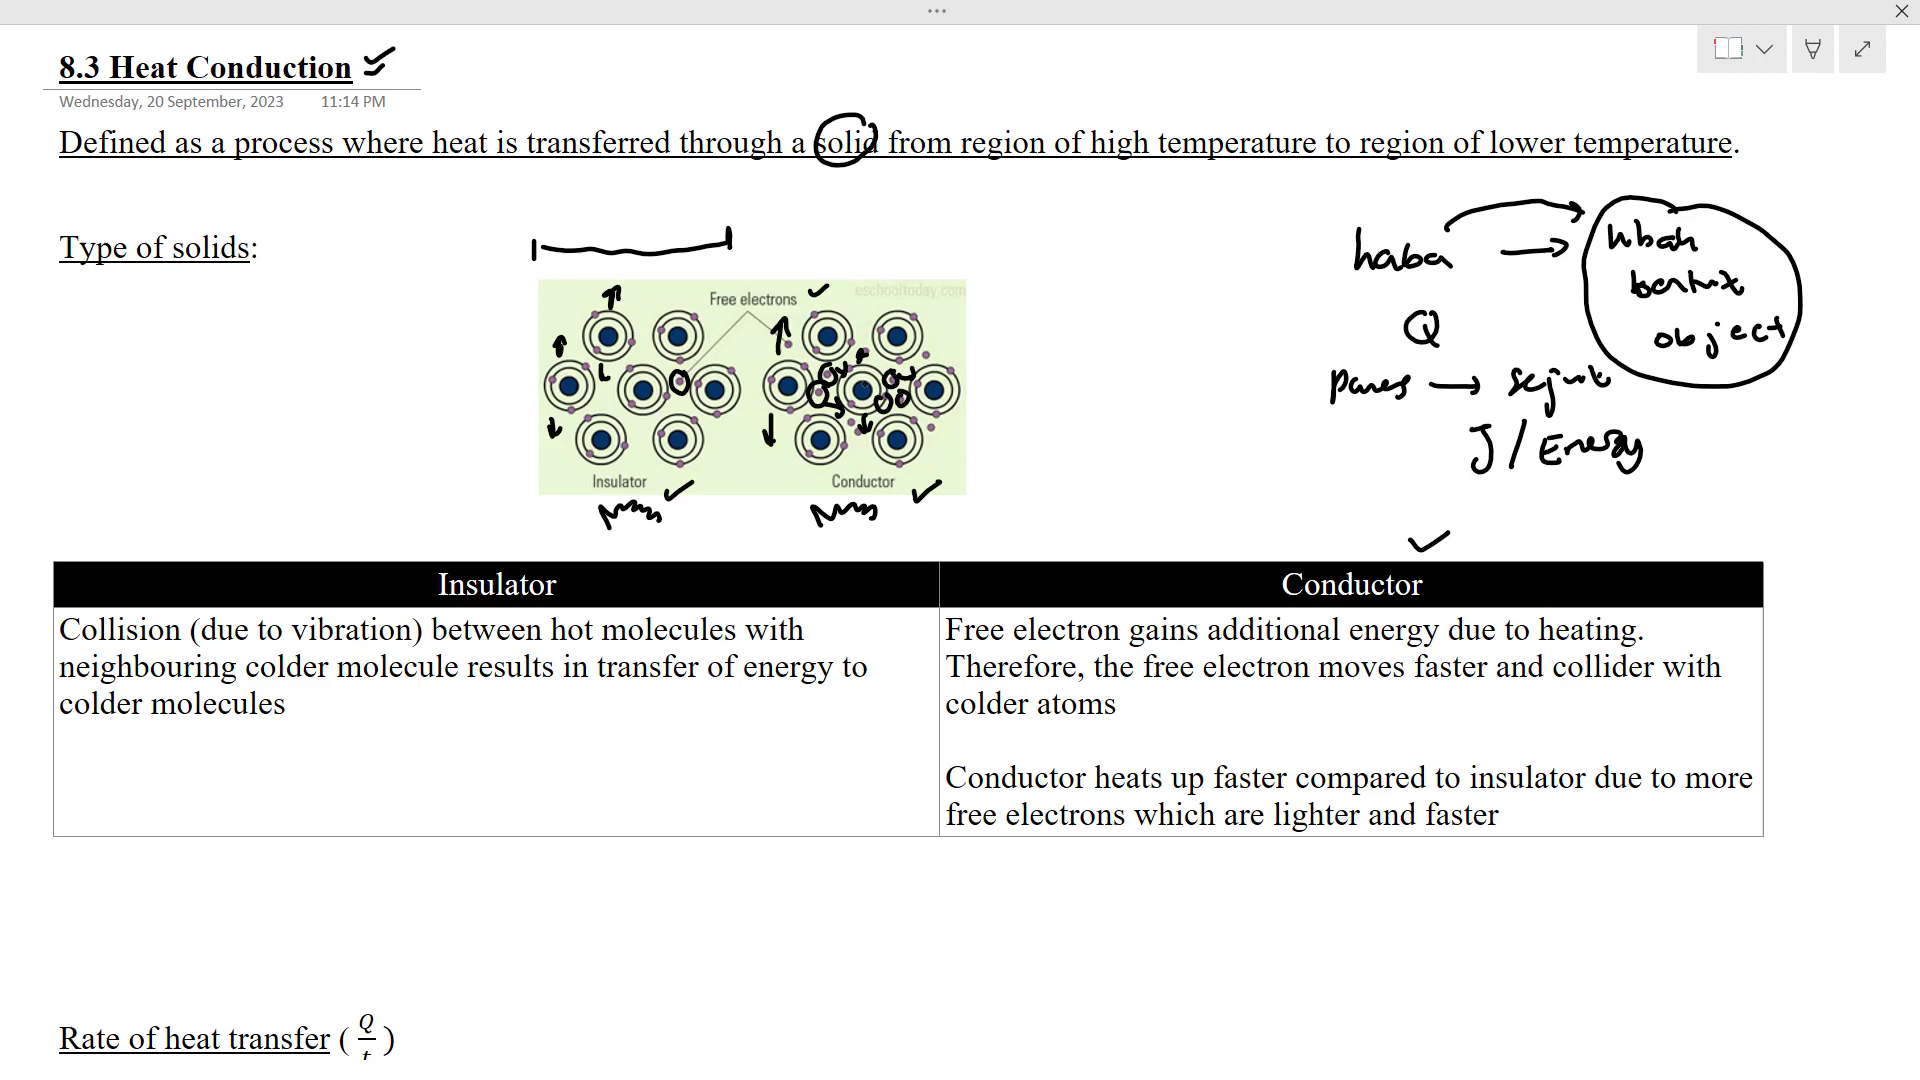 8.3 Heat Conduction
Wednesday, 20 September, 2023 11:14 PM
Defined as a process where heat is transferred through a solid from region of high temperature to region of lower temperature.
Type of solids:
Free electrons
eschooltoday.com
Insulator
Conductor
haba
Q
panas → sejuk
J / Energy
object
Insulator
Collision (due to vibration) between hot molecules with
neighbouring colder molecule results in transfer of energy to
colder molecules
Conductor
Free electron gains additional energy due to heating.
Therefore, the free electron moves faster and collider with
colder atoms
Conductor heats up faster compared to insulator due to more
free electrons which are lighter and faster
Rate of heat transfer ( Q/t )